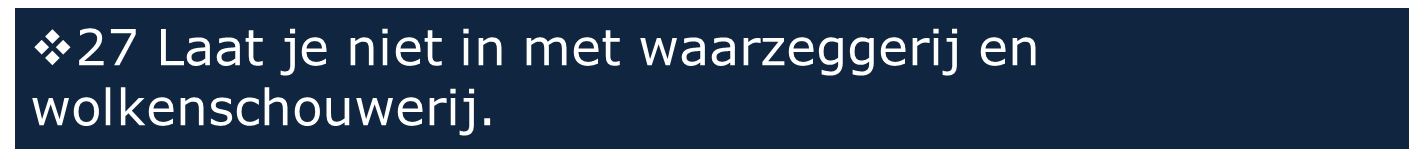 ❖27 Laat je niet in met waarzeggerij en
wolkenschouwerij.